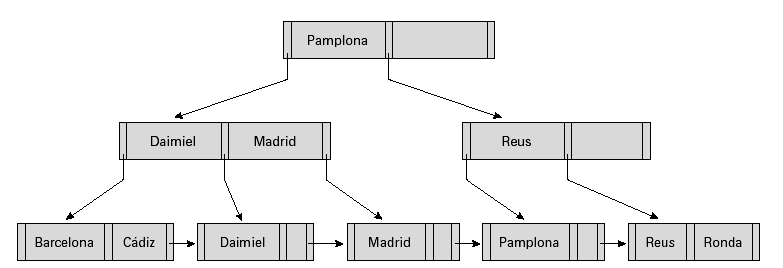 Pamplona
Daimiel Madrid
Reus
Barcelona Cádiz
Daimiel
Madrid
Pamplona
Reus Ronda